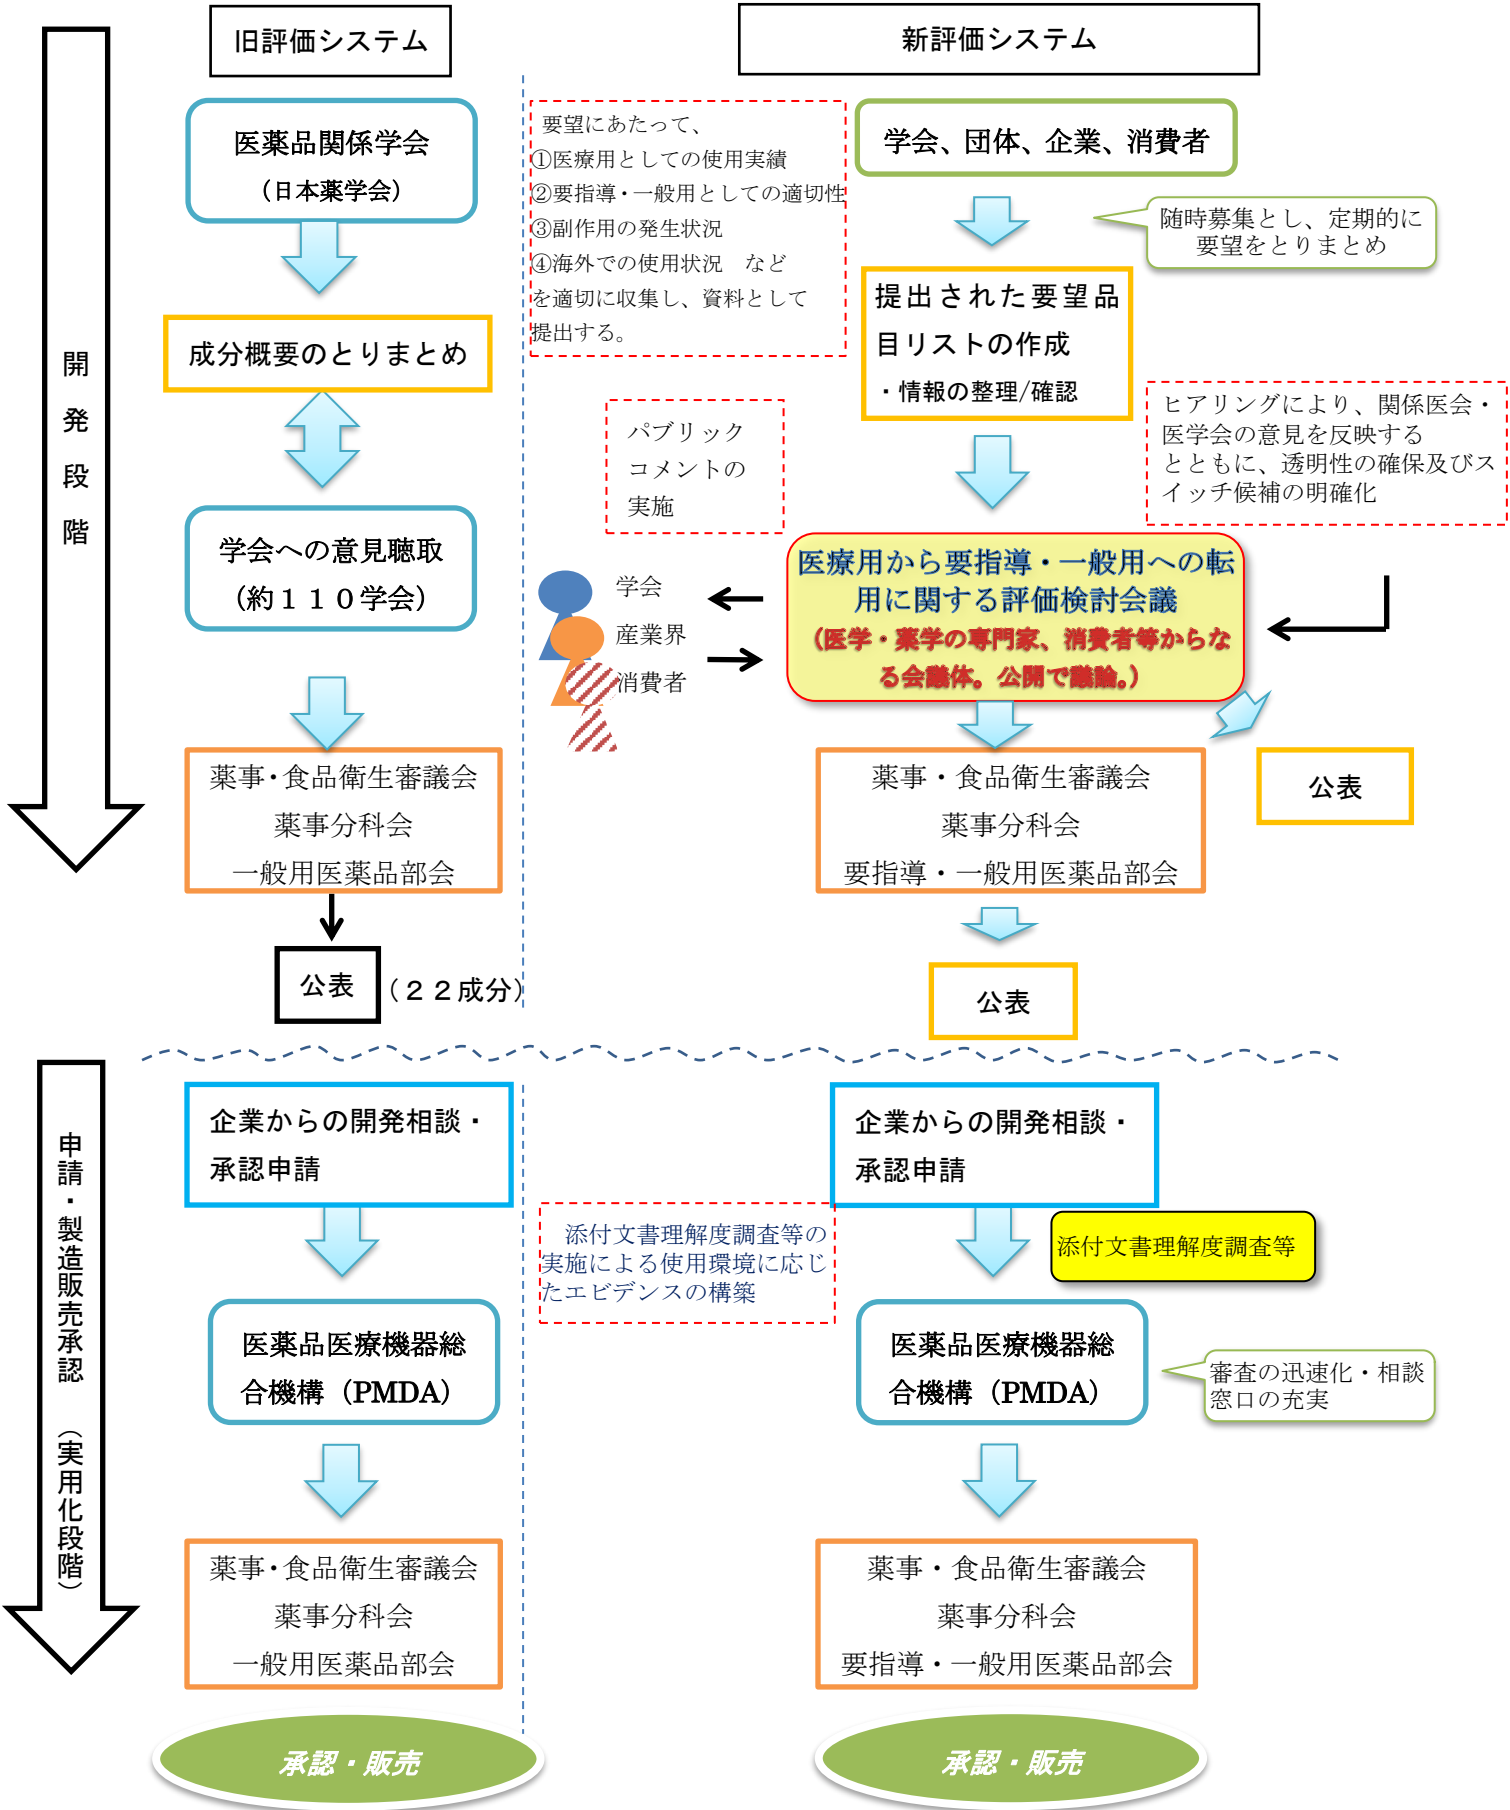 旧評価システム
新評価システム
開発段階
医薬品関係学会
（日本薬学会）
成分概要のとりまとめ
学会への意見聴取
（約１１０学会）
薬事・食品衛生審議会
薬事分科会
一般用医薬品部会
公表
（２２成分）
要望にあたって、
①医療用としての使用実績
②要指導・一般用としての適切性
③副作用の発生状況
④海外での使用状況　など
を適切に収集し、資料として
提出する。
学会、団体、企業、消費者
随時募集とし、定期的に
要望をとりまとめ
提出された要望品
目リストの作成
・情報の整理/確認
パブリック
コメントの
実施
ヒアリングにより、関係医会・
医学会の意見を反映する
とともに、透明性の確保及びス
イッチ候補の明確化
学会
産業界
消費者
医療用から要指導・一般用への転
用に関する評価検討会議
（医学・薬学の専門家、消費者等からな
る会議体。公開で議論。）
薬事・食品衛生審議会
薬事分科会
要指導・一般用医薬品部会
公表
公表
申請・製造販売承認　（実用化段階）
企業からの開発相談・
承認申請
医薬品医療機器総
合機構（PMDA）
薬事・食品衛生審議会
薬事分科会
一般用医薬品部会
承認・販売
企業からの開発相談・
承認申請
添付文書理解度調査等の
実施による使用環境に応じ
たエビデンスの構築
添付文書理解度調査等
医薬品医療機器総
合機構（PMDA）
審査の迅速化・相談
窓口の充実
薬事・食品衛生審議会
薬事分科会
要指導・一般用医薬品部会
承認・販売